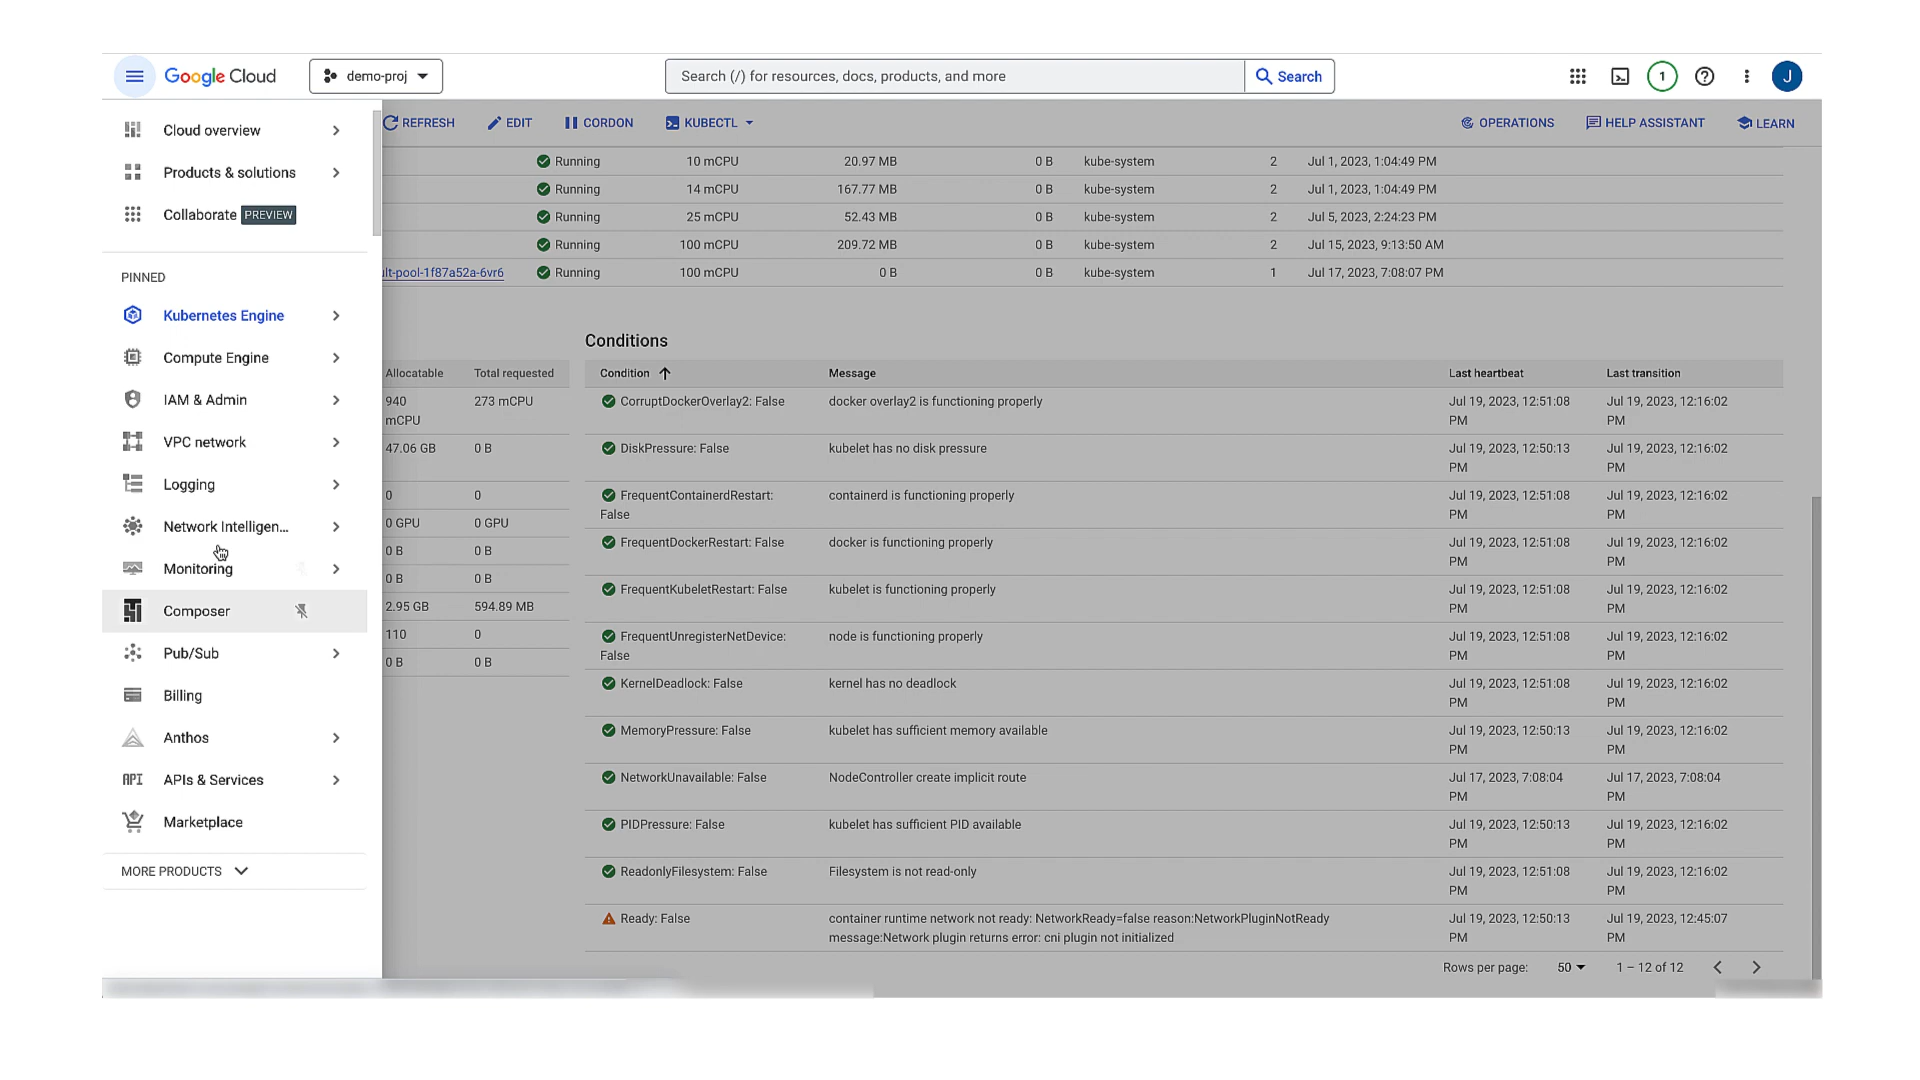 Google Cloud
demo-proj
Search (/) for resources, docs, products, and more
Search
1
J
Cloud overview
Products & solutions
Collaborate PREVIEW
PINNED
Kubernetes Engine
Compute Engine
IAM & Admin
VPC network
Logging
Network Intelligen...
Monitoring
Composer
Pub/Sub
Billing
Anthos
API APIs & Services
Marketplace
MORE PRODUCTS
REFRESH
EDIT
CORDON
KUBECTL
OPERATIONS
HELP ASSISTANT
LEARN
Running 10 mCPU 20.97 MB 0 B kube-system 2 Jul 1, 2023, 1:04:49 PM
Running 14 mCPU 167.77 MB 0 B kube-system 2 Jul 1, 2023, 1:04:49 PM
Running 25 mCPU 52.43 MB 0 B kube-system 2 Jul 5, 2023, 2:24:23 PM
Running 100 mCPU 209.72 MB 0 B kube-system 2 Jul 15, 2023, 9:13:50 AM
ult-pool-1f87a52a-6vr6 Running 100 mCPU 0 B 0 B kube-system 1 Jul 17, 2023, 7:08:07 PM
Allocatable Total requested
940 273 mCPU
mCPU
47.06 GB 0 B
0 0
0 GPU 0 GPU
0 B 0 B
0 B 0 B
2.95 GB 594.89 MB
110 0
0 B 0 B
Conditions
Condition Message Last heartbeat Last transition
CorruptDockerOverlay2: False docker overlay2 is functioning properly Jul 19, 2023, 12:51:08 Jul 19, 2023, 12:16:02
PM PM
DiskPressure: False kubelet has no disk pressure Jul 19, 2023, 12:50:13 Jul 19, 2023, 12:16:02
PM PM
FrequentContainerdRestart: containerd is functioning properly Jul 19, 2023, 12:51:08 Jul 19, 2023, 12:16:02
False PM PM
FrequentDockerRestart: False docker is functioning properly Jul 19, 2023, 12:51:08 Jul 19, 2023, 12:16:02
PM PM
FrequentKubeletRestart: False kubelet is functioning properly Jul 19, 2023, 12:51:08 Jul 19, 2023, 12:16:02
PM PM
FrequentUnregisterNetDevice: node is functioning properly Jul 19, 2023, 12:51:08 Jul 19, 2023, 12:16:02
False PM PM
KernelDeadlock: False kernel has no deadlock Jul 19, 2023, 12:51:08 Jul 19, 2023, 12:16:02
PM PM
MemoryPressure: False kubelet has sufficient memory available Jul 19, 2023, 12:50:13 Jul 19, 2023, 12:16:02
PM PM
NetworkUnavailable: False NodeController create implicit route Jul 17, 2023, 7:08:04 Jul 17, 2023, 7:08:04
PM PM
PIDPressure: False kubelet has sufficient PID available Jul 19, 2023, 12:50:13 Jul 19, 2023, 12:16:02
PM PM
ReadonlyFilesystem: False Filesystem is not read-only Jul 19, 2023, 12:51:08 Jul 19, 2023, 12:16:02
PM PM
Ready: False container runtime network not ready: NetworkReady=false reason:NetworkPluginNotReady Jul 19, 2023, 12:50:13 Jul 19, 2023, 12:45:07
message:Network plugin returns error: cni plugin not initialized PM PM
Rows per page: 50 1 – 12 of 12